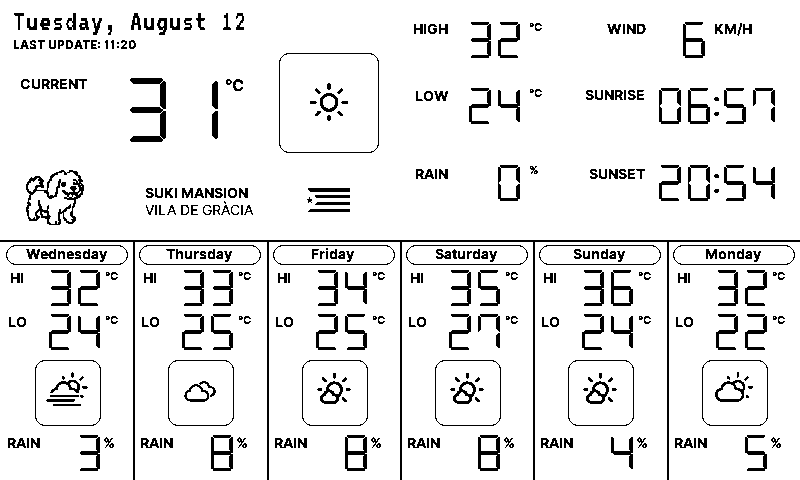 Tuesday, August 12
LAST UPDATE: 11:20
CURRENT 31 °C
HIGH 32 °C
LOW 24 °C
RAIN 0 %
WIND 6 KM/H
SUNRISE 06:57
SUNSET 20:54
SUKI MANSION
VILA DE GRÀCIA
Wednesday
HI 32 °C
LO 24 °C
RAIN 3 %
Thursday
HI 33 °C
LO 25 °C
RAIN 8 %
Friday
HI 34 °C
LO 25 °C
RAIN 8 %
Saturday
HI 35 °C
LO 27 °C
RAIN 8 %
Sunday
HI 36 °C
LO 24 °C
RAIN 4 %
Monday
HI 32 °C
LO 22 °C
RAIN 5 %